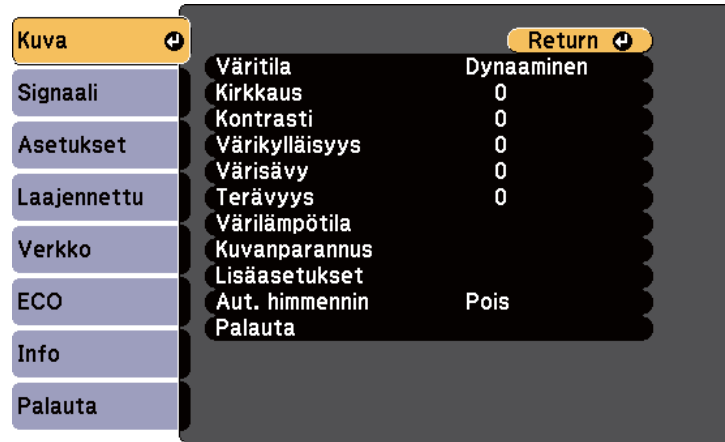 Kuva
Signaali
Asetukset
Laajennettu
Verkko
ECO
Info
Palauta
Return
Väritila Dynaaminen
Kirkkaus 0
Kontrasti 0
Värikylläisyys 0
Värisävy 0
Terävyys 0
Värilämpötila
Kuvanparannus
Lisäasetukset
Aut. himmennin Pois
Palauta